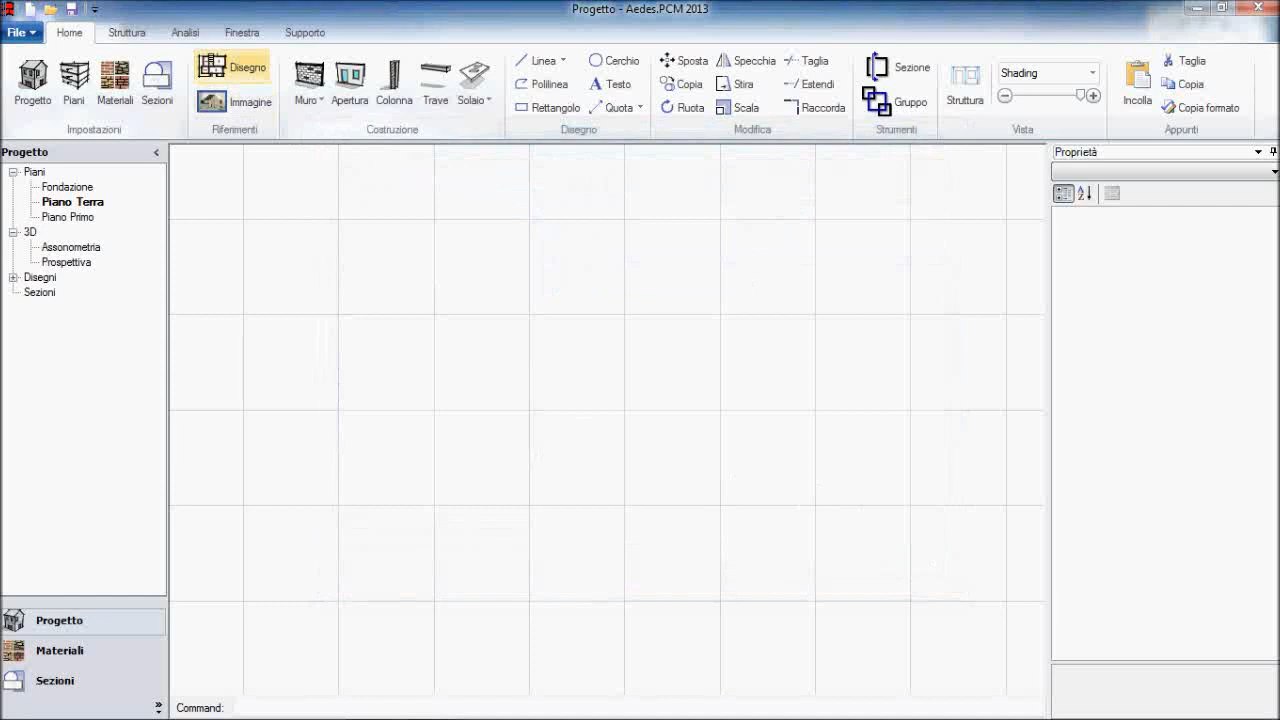 Progetto - Aedes.PCM 2013
File Home Struttura Analisi Finestra Supporto
Disegno Linea Cerchio Sposta Specchia Taglia Sezione Shading Taglia
Polilinea Testo Copia Stira Estendi Copia
Progetto Piani Materiali Sezioni Immagine Muro Apertura Colonna Trave Solaio Rettangolo Quota Ruota Scala Raccorda Gruppo Struttura Incolla Copia formato
Impostazioni Riferimenti Costruzione Disegno Modifica Strumenti Vista Appunti
Progetto
Proprietà
Piani
Fondazione
Piano Terra
Piano Primo
3D
Assonometria
Prospettiva
Disegni
Sezioni
Progetto
Materiali
Sezioni
Command: